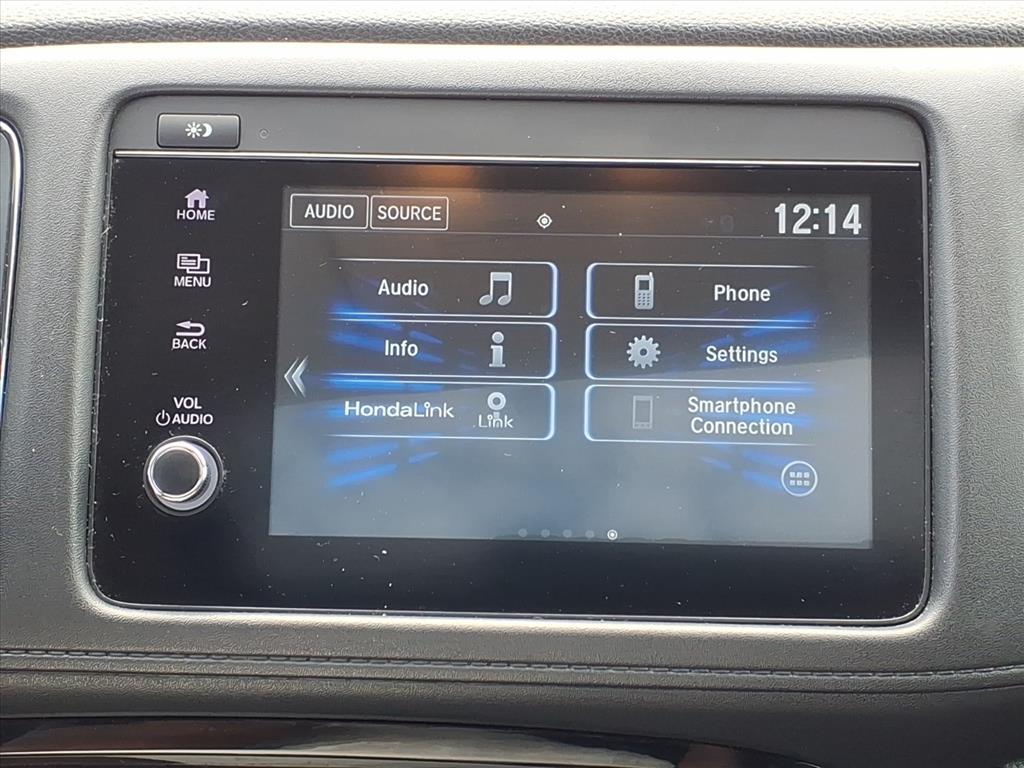 HOME
MENU
BACK
VOL
AUDIO
AUDIO SOURCE
12:14
Audio
Phone
Info
Settings
HondaLink
Link
Smartphone
Connection